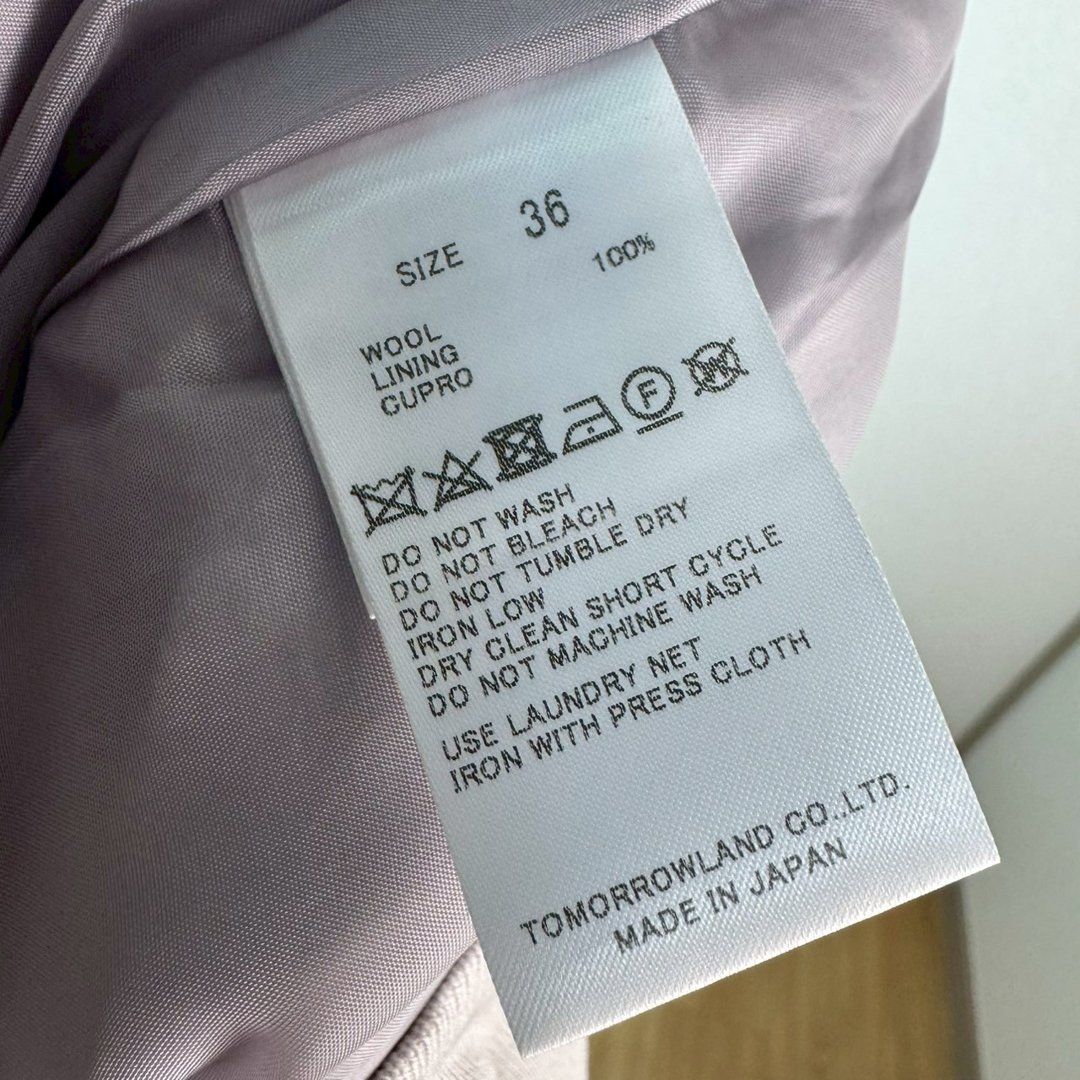 SIZE 36
WOOL 100%
LINING
CUPRO
F
W
DO NOT WASH
DO NOT BLEACH
DO NOT TUMBLE DRY
IRON LOW
DRY CLEAN SHORT CYCLE
DO NOT MACHINE WASH
USE LAUNDRY NET
IRON WITH PRESS CLOTH
TOMORROWLAND CO.,LTD.
MADE IN JAPAN